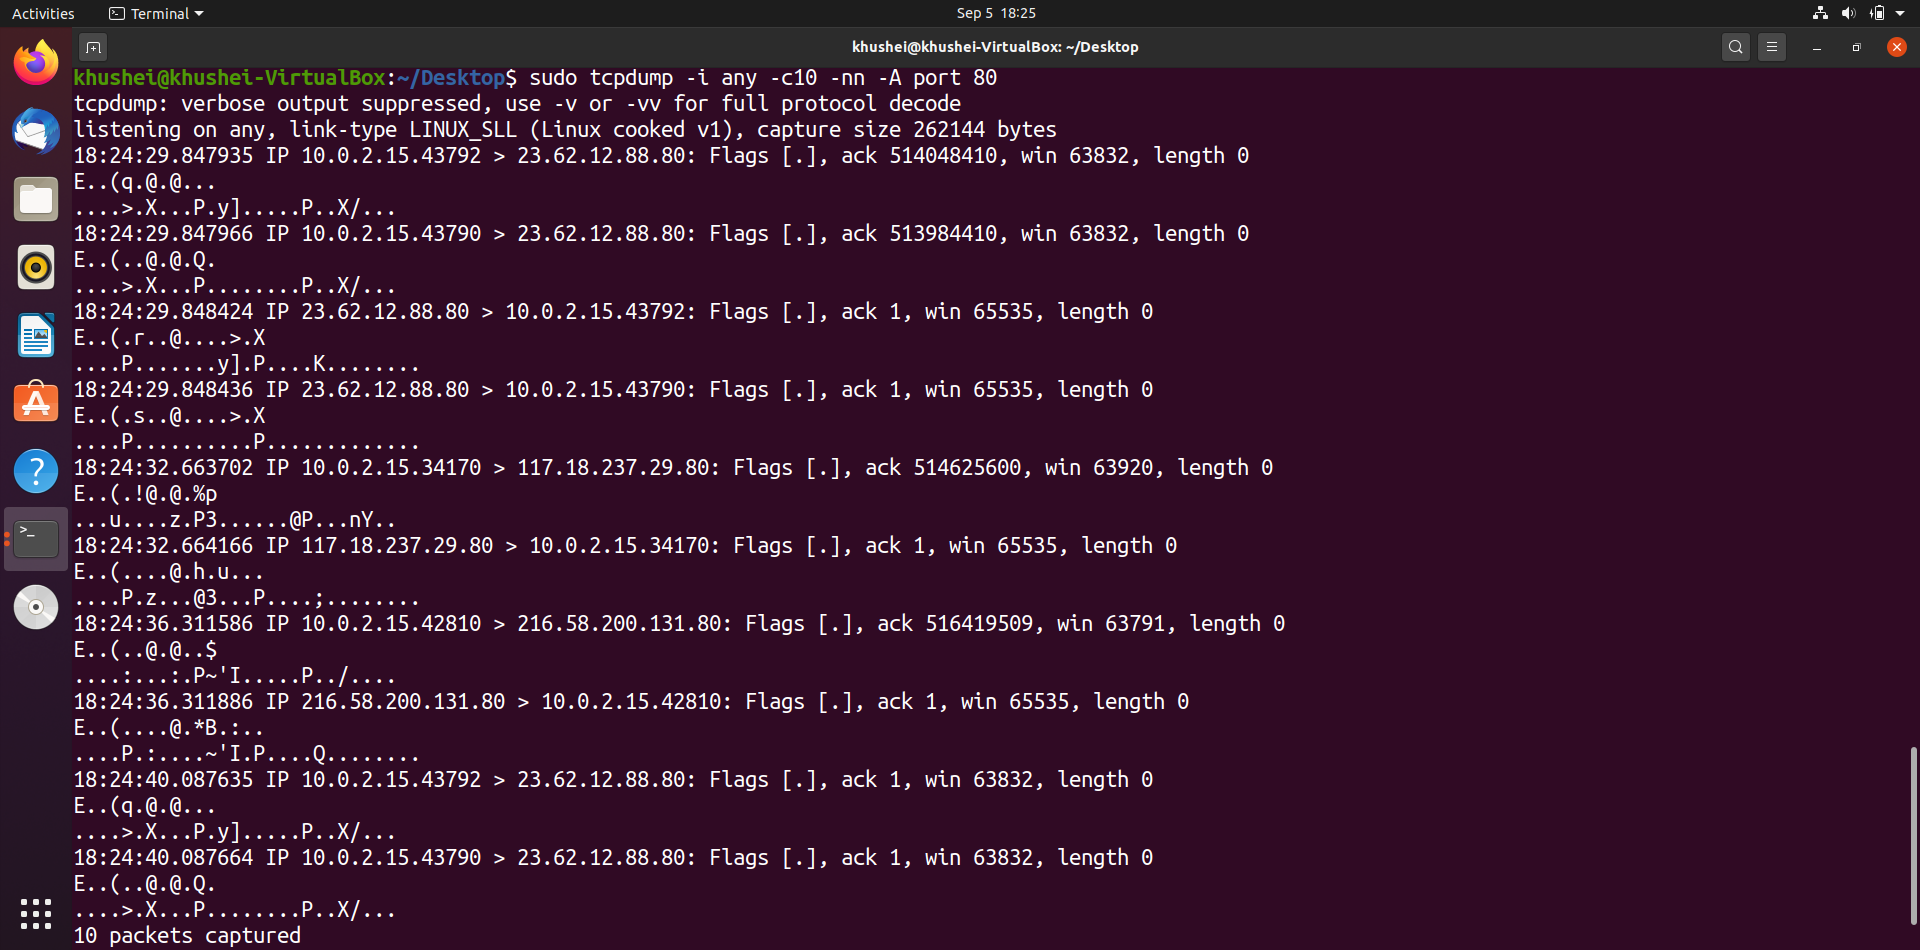 Activities
Terminal
Sep 5 18:25
khushei@khushei-VirtualBox: ~/Desktop
khushei@khushei-VirtualBox:~/Desktop$ sudo tcpdump -i any -c10 -nn -A port 80
tcpdump: verbose output suppressed, use -v or -vv for full protocol decode
listening on any, link-type LINUX_SLL (Linux cooked v1), capture size 262144 bytes
18:24:29.847935 IP 10.0.2.15.43792 > 23.62.12.88.80: Flags [.], ack 514048410, win 63832, length 0
E..(q.@.@...
....>.X...P.y].....P..X/...
18:24:29.847966 IP 10.0.2.15.43790 > 23.62.12.88.80: Flags [.], ack 513984410, win 63832, length 0
E..(..@.@.Q.
....>.X...P........P..X/...
18:24:29.848424 IP 23.62.12.88.80 > 10.0.2.15.43792: Flags [.], ack 1, win 65535, length 0
E..(.r..@....>.X
....P.......y].P....K........
18:24:29.848436 IP 23.62.12.88.80 > 10.0.2.15.43790: Flags [.], ack 1, win 65535, length 0
E..(.s..@....>.X
....P..........P.............
18:24:32.663702 IP 10.0.2.15.34170 > 117.18.237.29.80: Flags [.], ack 514625600, win 63920, length 0
E..(.!@.@.%p
...u....z.P3......@P...nY..
18:24:32.664166 IP 117.18.237.29.80 > 10.0.2.15.34170: Flags [.], ack 1, win 65535, length 0
E..(....@.h.u...
....P.z...@3...P....;........
18:24:36.311586 IP 10.0.2.15.42810 > 216.58.200.131.80: Flags [.], ack 516419509, win 63791, length 0
E..(..@.@..$
....:...:.P~'I.....P../....
18:24:36.311886 IP 216.58.200.131.80 > 10.0.2.15.42810: Flags [.], ack 1, win 65535, length 0
E..(....@.*B.:..
....P.:....~'I.P....Q........
18:24:40.087635 IP 10.0.2.15.43792 > 23.62.12.88.80: Flags [.], ack 1, win 63832, length 0
E..(q.@.@...
....>.X...P.y].....P..X/...
18:24:40.087664 IP 10.0.2.15.43790 > 23.62.12.88.80: Flags [.], ack 1, win 63832, length 0
E..(..@.@.Q.
....>.X...P........P..X/...
10 packets captured